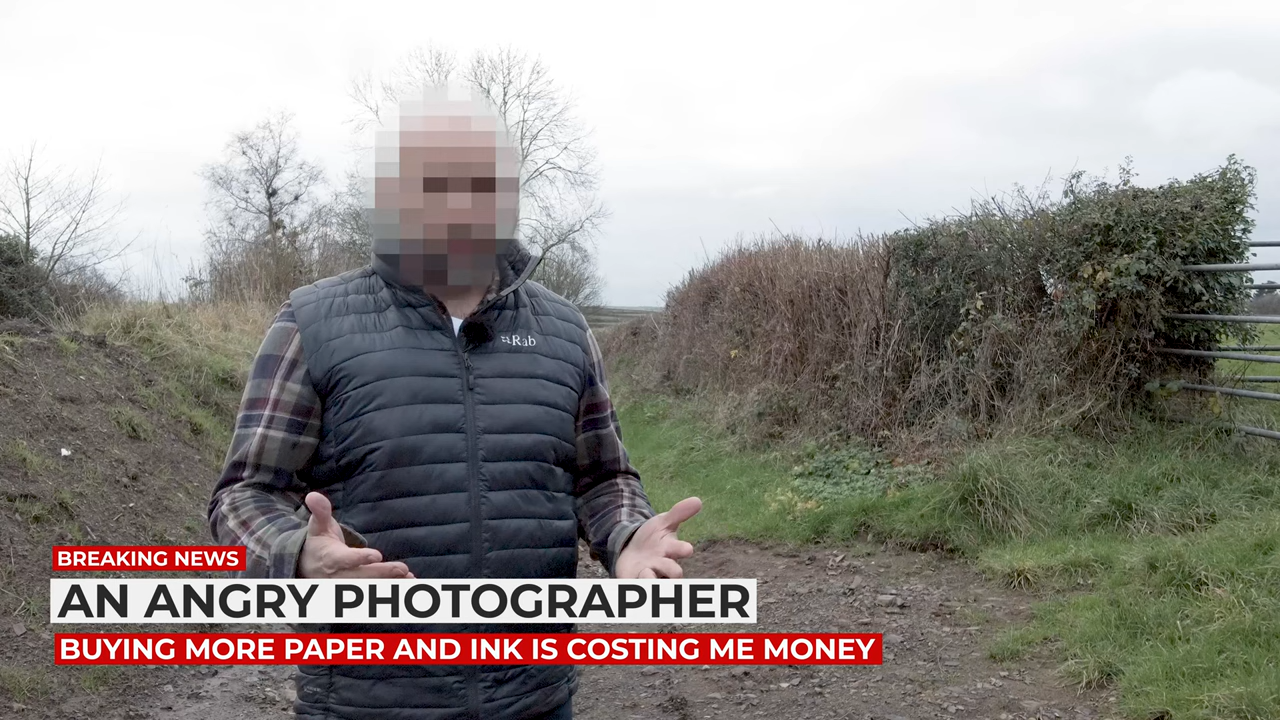 Rab
BREAKING NEWS
AN ANGRY PHOTOGRAPHER
BUYING MORE PAPER AND INK IS COSTING ME MONEY